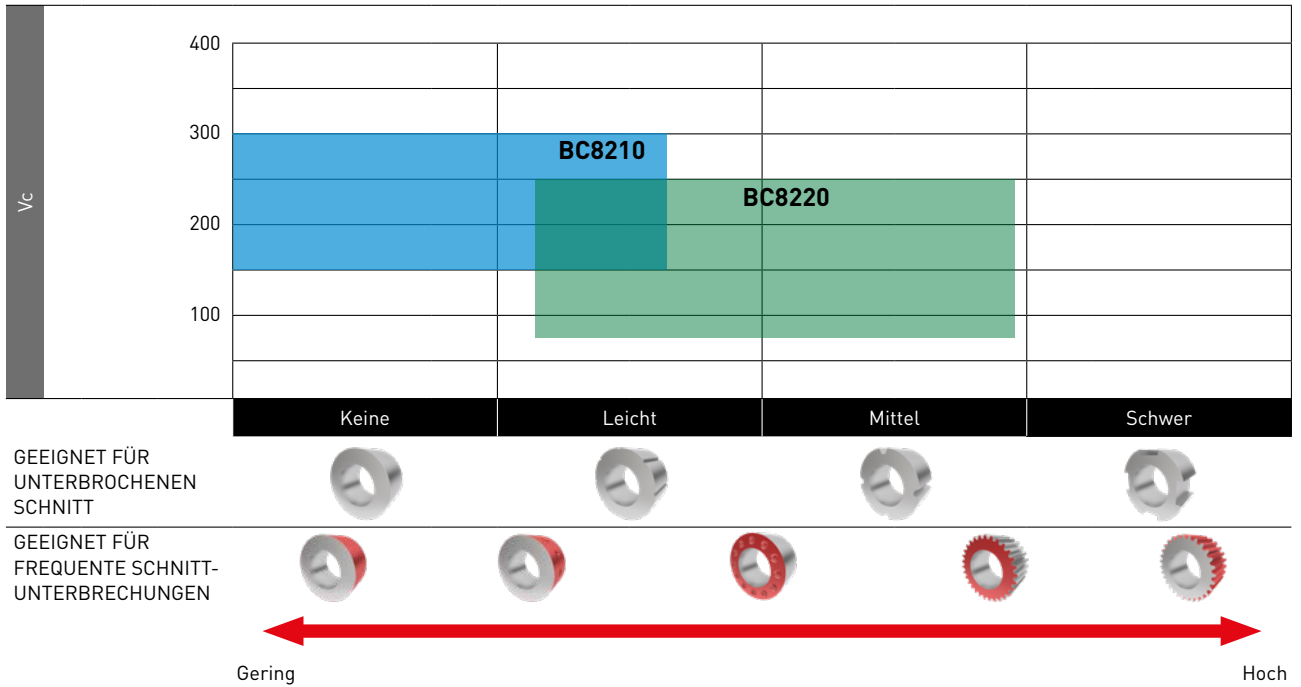 Vc
400
300
200
100
BC8210
BC8220
Keine
Leicht
Mittel
Schwer
GEEIGNET FÜR
UNTERBROCHENEN
SCHNITT
GEEIGNET FÜR
FREQUENTE SCHNITT-
UNTERBRECHUNGEN
Gering
Hoch